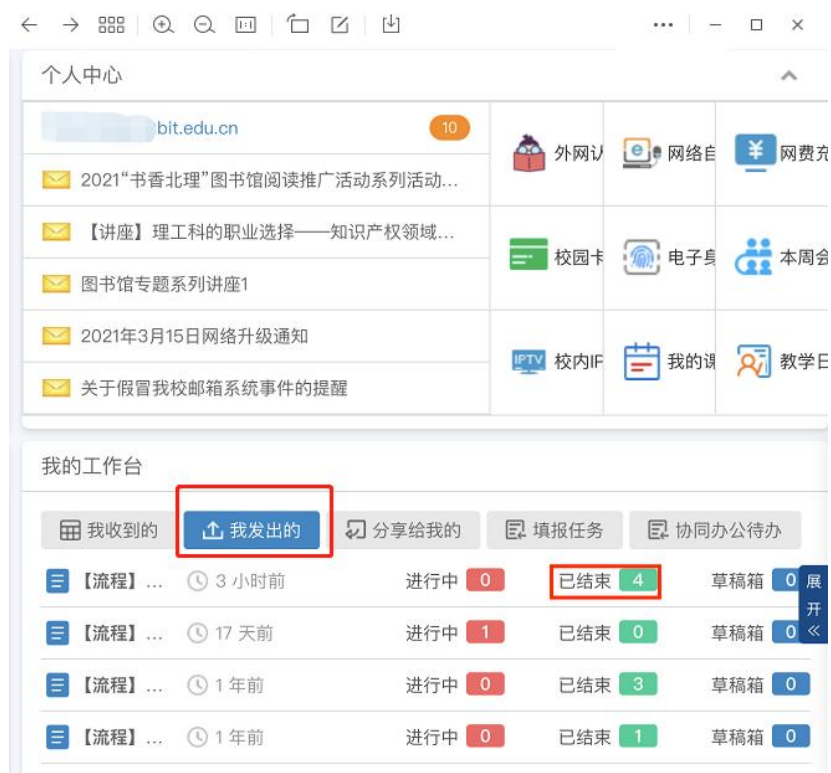 1:1
个人中心
bit.edu.cn 10
外网认 网络自 网费充
2021“书香北理”图书馆阅读推广活动系列活动...
【讲座】理工科的职业选择——知识产权领域...
校园卡 电子身 本周会
图书馆专题系列讲座1
2021年3月15日网络升级通知
IPTV 校内IP 我的课 教学日
关于假冒我校邮箱系统事件的提醒
我的工作台
我收到的 我发出的 分享给我的 填报任务 协同办公待办
【流程】... 3 小时前 进行中 0 已结束 4 草稿箱 0
展开
【流程】... 17 天前 进行中 1 已结束 0 草稿箱 0
【流程】... 1 年前 进行中 0 已结束 3 草稿箱 0
【流程】... 1 年前 进行中 0 已结束 1 草稿箱 0